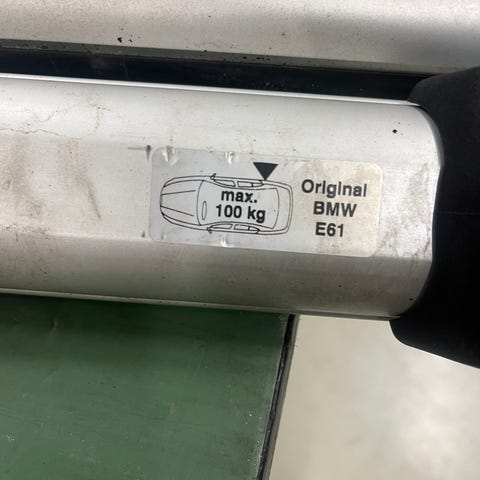 max.
100 kg
Original
BMW
E61